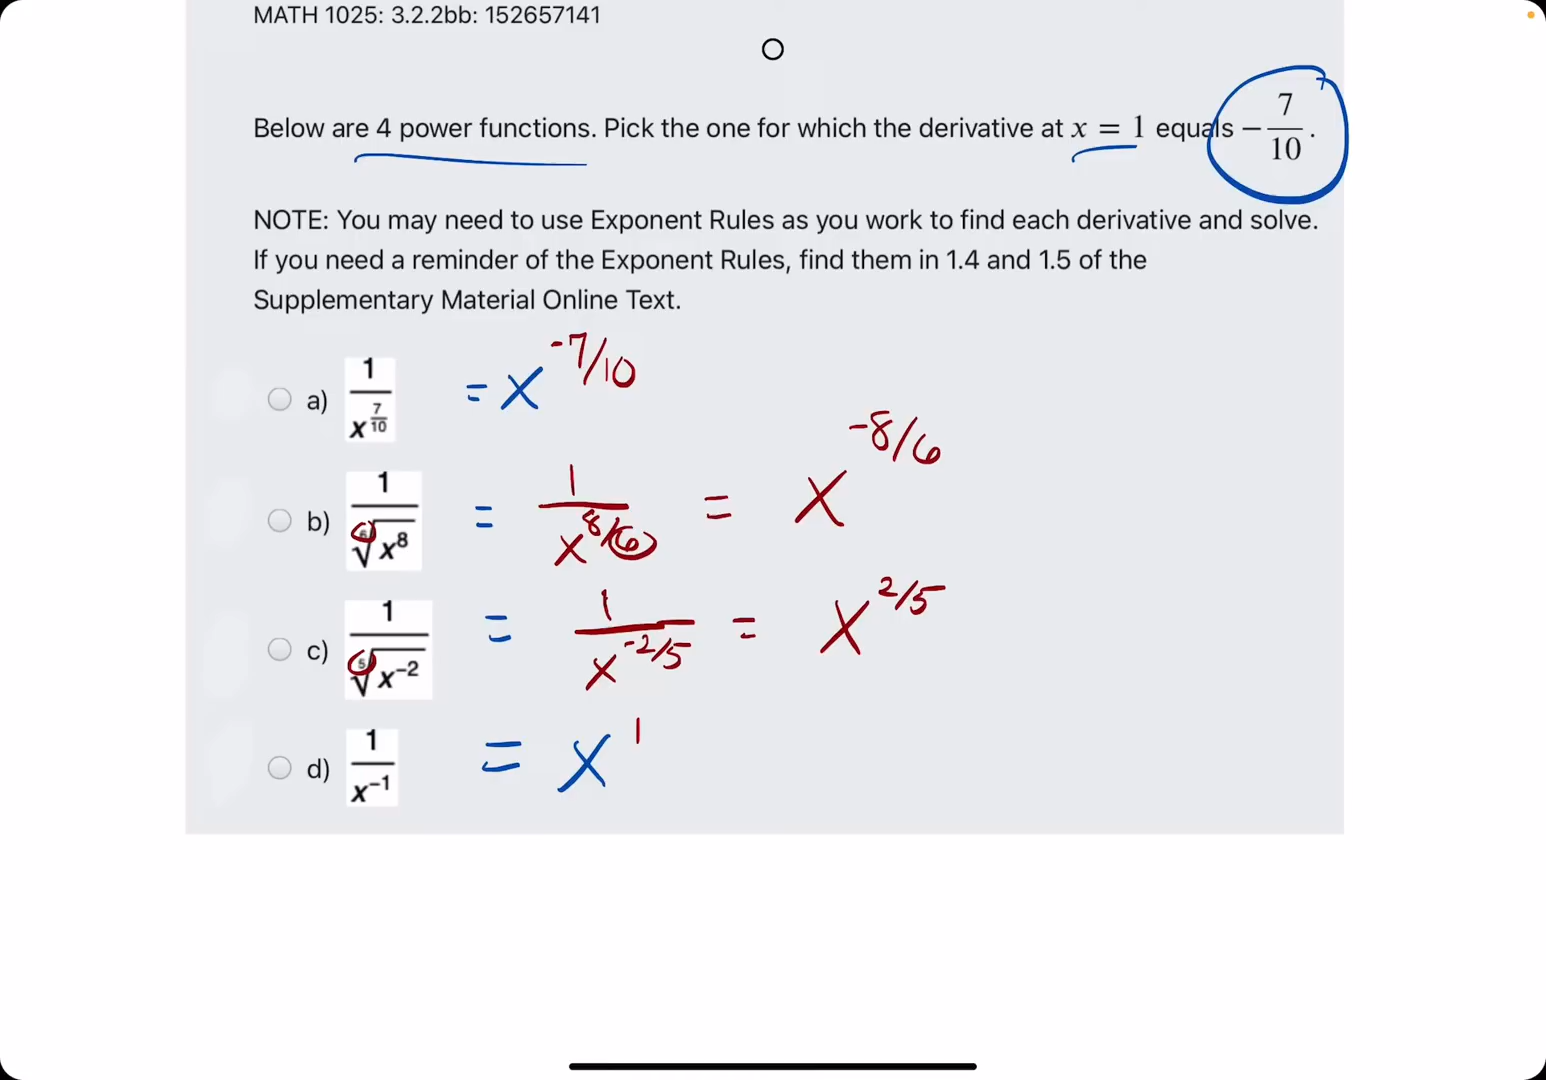 MATH 1025: 3.2.2bb: 152657141
Below are 4 power functions. Pick the one for which the derivative at x = 1 equals −7/10.
NOTE: You may need to use Exponent Rules as you work to find each derivative and solve.
If you need a reminder of the Exponent Rules, find them in 1.4 and 1.5 of the
Supplementary Material Online Text.
a) 1/x^(7/10) = x^(-7/10)
b) 1/⁶√x⁸ = 1/x^(8/6) = x^(-8/6)
c) 1/⁵√x⁻² = 1/x^(-2/5) = x^(2/5)
d) 1/x⁻¹ = x^1